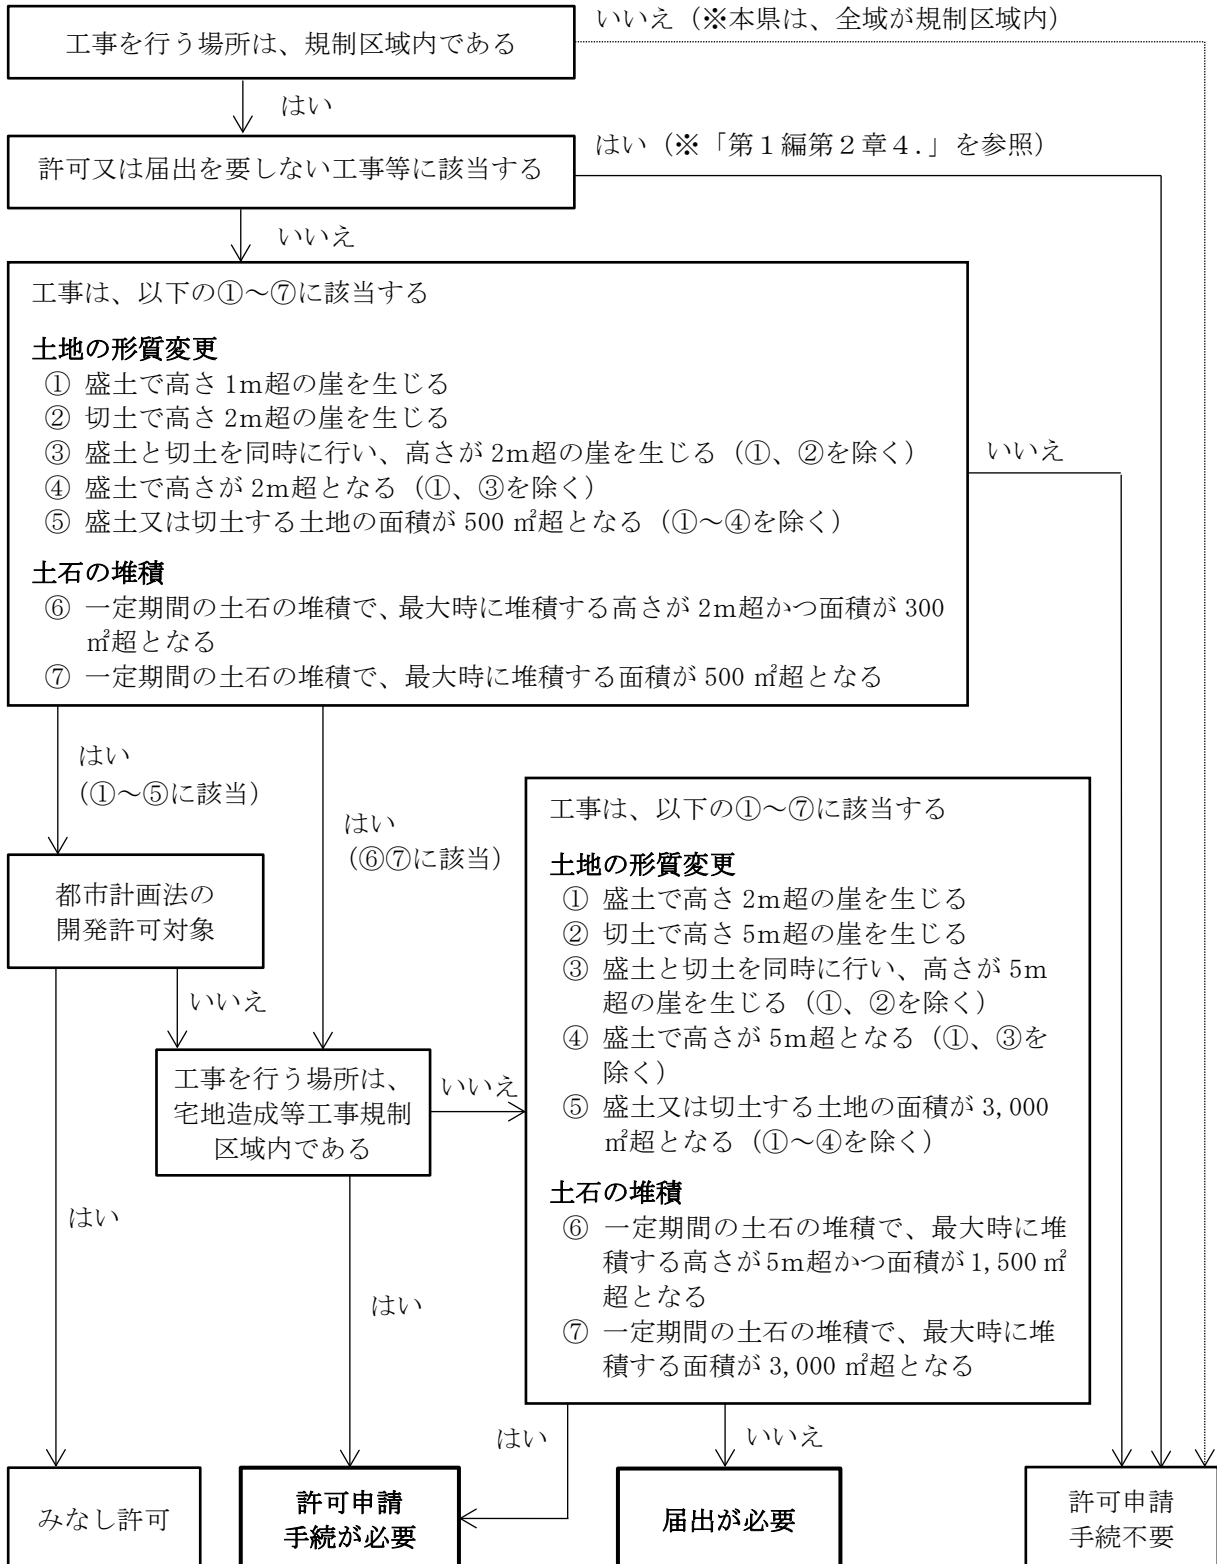 工事を行う場所は、規制区域内である
いいえ（※本県は、全域が規制区域内）
はい
許可又は届出を要しない工事等に該当する
はい（※「第１編第２章４．」を参照）
いいえ
工事は、以下の①～⑦に該当する
土地の形質変更
① 盛土で高さ 1ｍ超の崖を生じる
② 切土で高さ 2ｍ超の崖を生じる
③ 盛土と切土を同時に行い、高さが 2ｍ超の崖を生じる（①、②を除く）
④ 盛土で高さが 2ｍ超となる（①、③を除く）
⑤ 盛土又は切土する土地の面積が 500 ㎡超となる（①～④を除く）
土石の堆積
⑥ 一定期間の土石の堆積で、最大時に堆積する高さが 2ｍ超かつ面積が 300
㎡超となる
⑦ 一定期間の土石の堆積で、最大時に堆積する面積が 500 ㎡超となる
いいえ
はい
（①～⑤に該当）
はい
（⑥⑦に該当）
都市計画法の
開発許可対象
いいえ
工事を行う場所は、
宅地造成等工事規制
区域内である
いいえ
工事は、以下の①～⑦に該当する
土地の形質変更
① 盛土で高さ 2ｍ超の崖を生じる
② 切土で高さ 5ｍ超の崖を生じる
③ 盛土と切土を同時に行い、高さが 5ｍ
超の崖を生じる（①、②を除く）
④ 盛土で高さが 5ｍ超となる（①、③を
除く）
⑤ 盛土又は切土する土地の面積が 3,000
㎡超となる（①～④を除く）
土石の堆積
⑥ 一定期間の土石の堆積で、最大時に堆
積する高さが 5ｍ超かつ面積が 1,500 ㎡
超となる
⑦ 一定期間の土石の堆積で、最大時に堆
積する面積が 3,000 ㎡超となる
はい
はい
はい
いいえ
みなし許可
許可申請
手続が必要
届出が必要
許可申請
手続不要